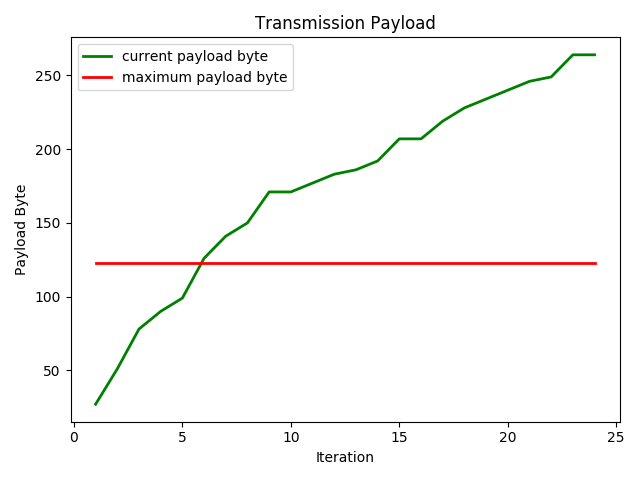 Transmission Payload
current payload byte
maximum payload byte
Payload Byte
250
200
150
100
50
0 5 10 15 20 25
Iteration